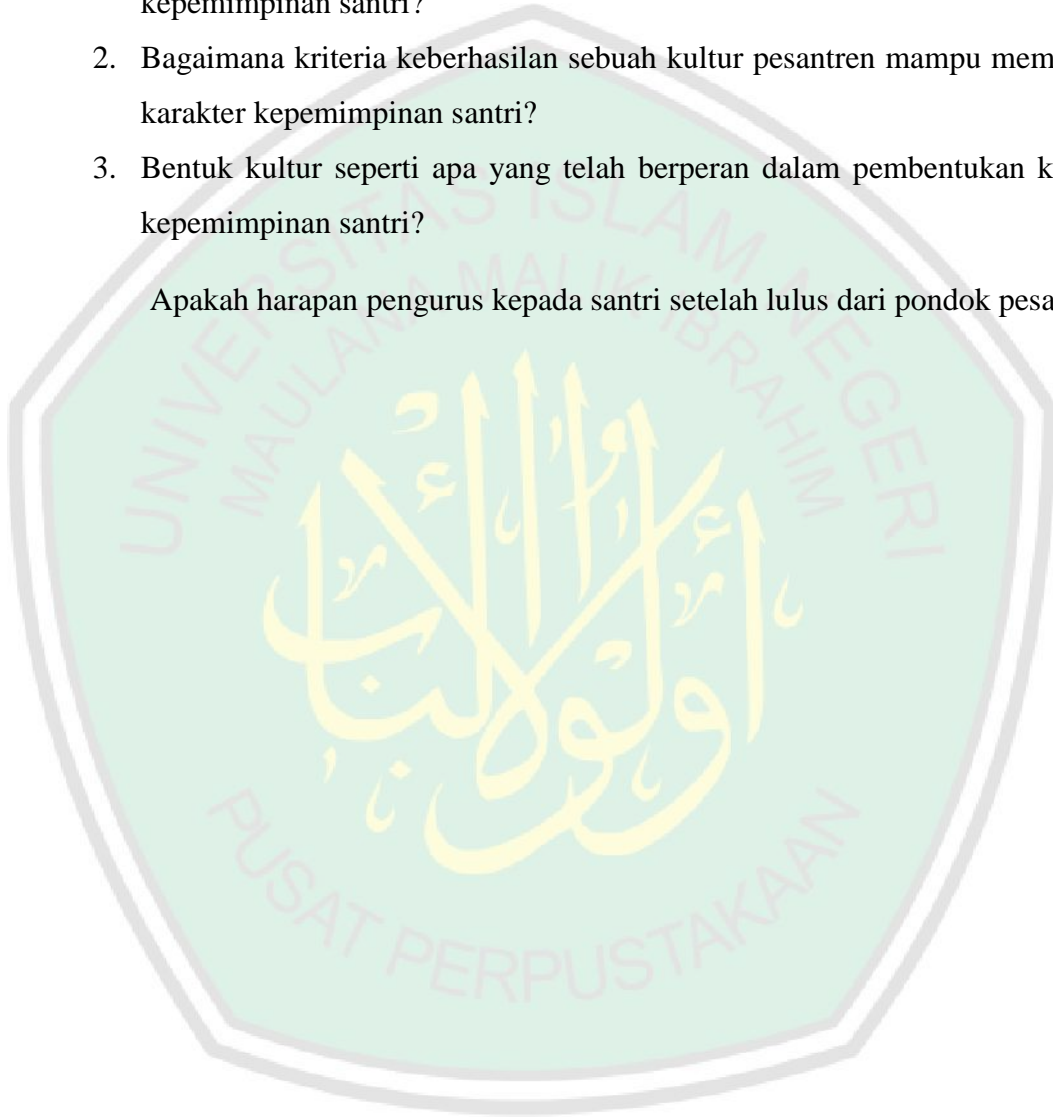 kepemimpinan santri?
2. Bagaimana kriteria keberhasilan sebuah kultur pesantren mampu mem
karakter kepemimpinan santri?
3. Bentuk kultur seperti apa yang telah berperan dalam pembentukan k
kepemimpinan santri?
Apakah harapan pengurus kepada santri setelah lulus dari pondok pesa
UNIVERSITAS ISLAM NEGERI
MAULANA MALIK IBRAHIM
أولوا الألباب
PUSAT PERPUSTAKAAN